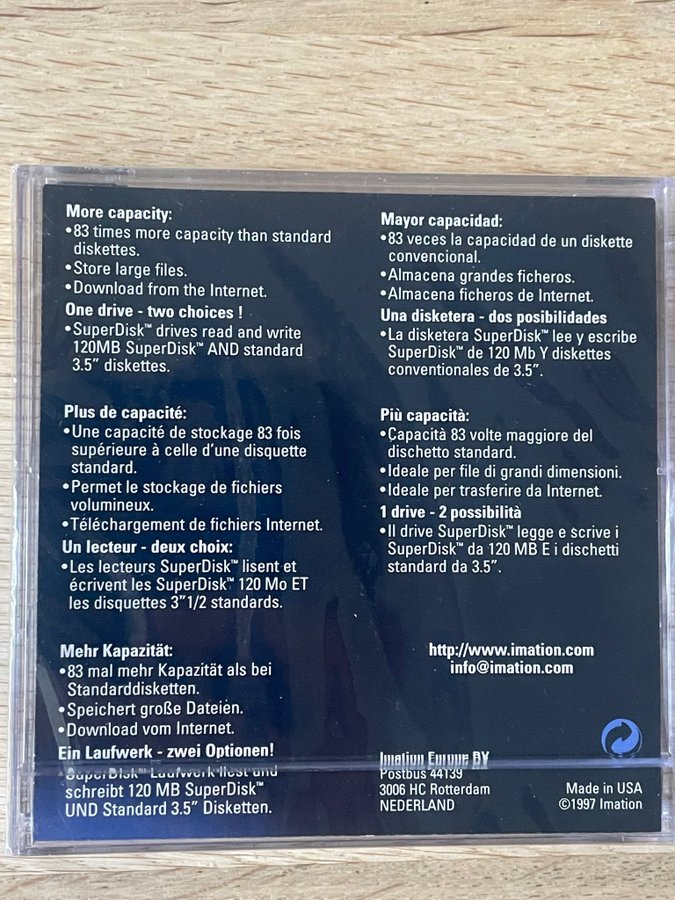 More capacity:
•83 times more capacity than standard
diskettes.
•Store large files.
•Download from the Internet.
One drive - two choices !
•SuperDisk™ drives read and write
120MB SuperDisk™ AND standard
3.5″ diskettes.
Plus de capacité:
•Une capacité de stockage 83 fois
supérieure à celle d'une disquette
standard.
•Permet le stockage de fichiers
volumineux.
•Téléchargement de fichiers Internet.
Un lecteur - deux choix:
•Les lecteurs SuperDisk™ lisent et
écrivent les SuperDisk™ 120 Mo ET
les disquettes 3″1/2 standards.
Mehr Kapazität:
•83 mal mehr Kapazität als bei
Standarddisketten.
•Speichert große Dateien.
•Download vom Internet.
Ein Laufwerk - zwei Optionen!
SuperDisk™ Laufwerk liest und
schreibt 120 MB SuperDisk™
UND Standard 3.5″ Disketten.
Mayor capacidad:
•83 veces la capacidad de un diskette
convencional.
•Almacena grandes ficheros.
•Almacena ficheros de Internet.
Una disketera - dos posibilidades
•La disketera SuperDisk™ lee y escribe
SuperDisk™ de 120 Mb Y diskettes
conventionales de 3.5″.
Più capacità:
•Capacità 83 volte maggiore del
dischetto standard.
•Ideale per file di grandi dimensioni.
•Ideale per trasferire da Internet.
1 drive - 2 possibilità
•Il drive SuperDisk™ legge e scrive i
SuperDisk™ da 120 MB E i dischetti
standard da 3.5″.
http://www.imation.com
info@imation.com
Imation Europe BV
Postbus 44139
3006 HC Rotterdam
NEDERLAND
Made in USA
©1997 Imation